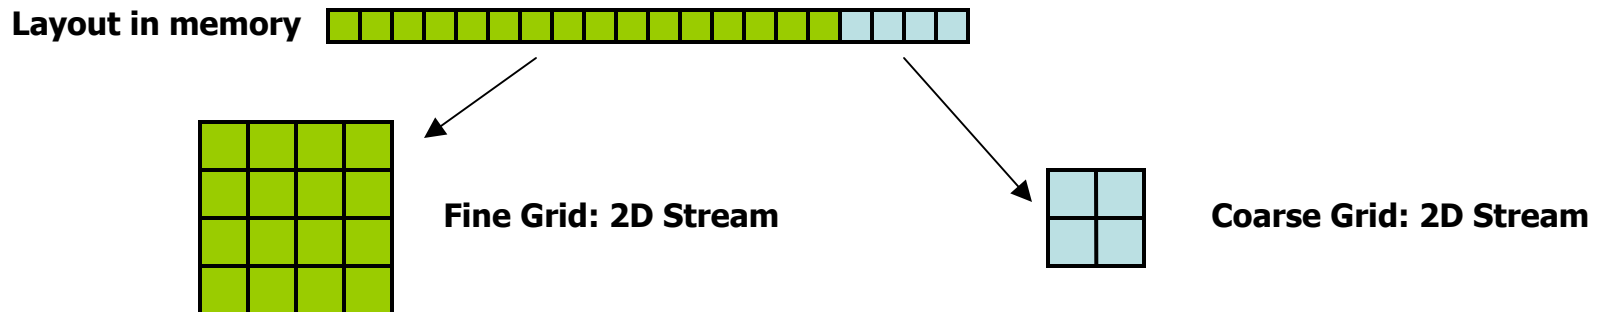 Layout in memory
Fine Grid: 2D Stream
Coarse Grid: 2D Stream